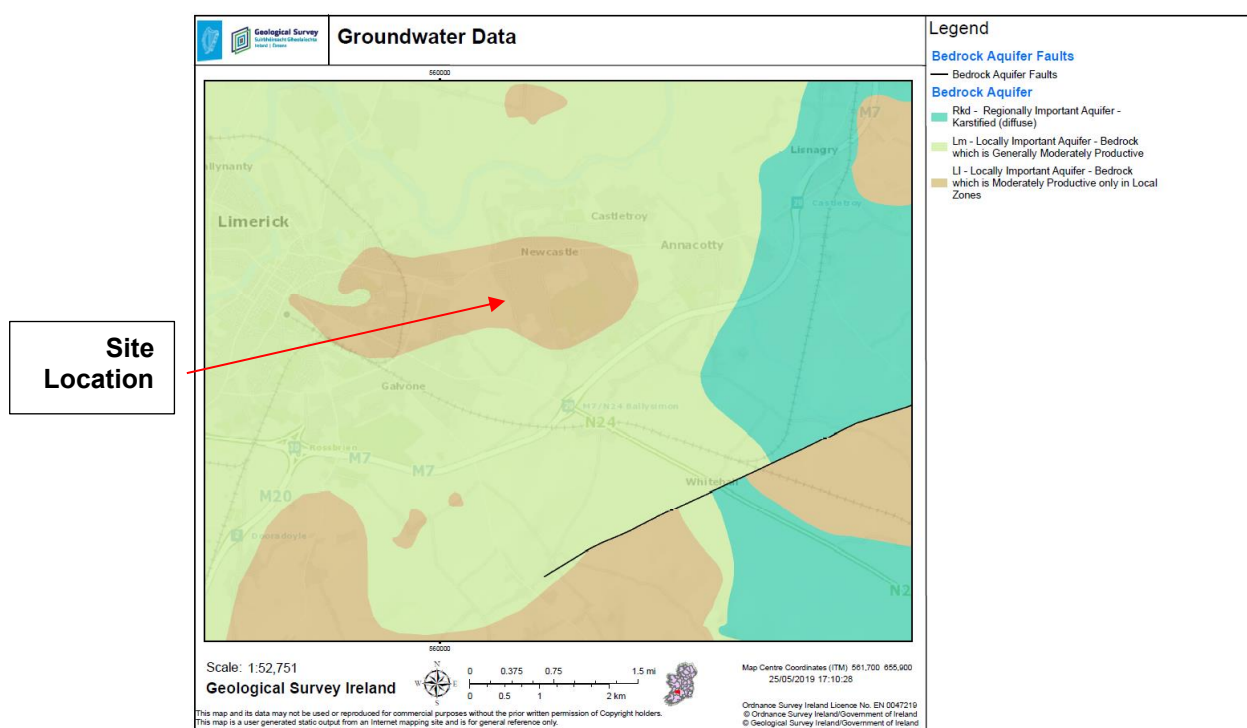 Geological Survey
Suirbhéireacht Gheolaíochta
Ireland | Éireann
Groundwater Data
560000
Legend
Bedrock Aquifer Faults
Bedrock Aquifer Faults
Bedrock Aquifer
Rkd - Regionally Important Aquifer -
Karstified (diffuse)
Lm - Locally Important Aquifer - Bedrock
which is Generally Moderately Productive
Ll - Locally Important Aquifer - Bedrock
which is Moderately Productive only in Local
Zones
M7
Lisnagry
allynanty
28 Castletroy
Limerick
Castletroy
Annacotty
Newcastle
Site
Location
Galvone
M7/N24 Ballysimon
N24
Rossbrien
M7
M7
Whitehall
M20
Dooradoyle
N2
560000
Scale: 1:52,751
Geological Survey Ireland
N
W E
S
0 0.375 0.75 1.5 mi
0 0.5 1 2 km
Map Centre Coordinates (ITM) 561,700 655,900
25/05/2019 17:10:28
This map and its data may not be used or reproduced for commercial purposes without the prior written permission of Copyright holders.
This map is a user generated static output from an Internet mapping site and is for general reference only.
Ordnance Survey Ireland Licence No. EN 0047219
© Ordnance Survey Ireland/Government of Ireland
© Geological Survey Ireland/Government of Ireland